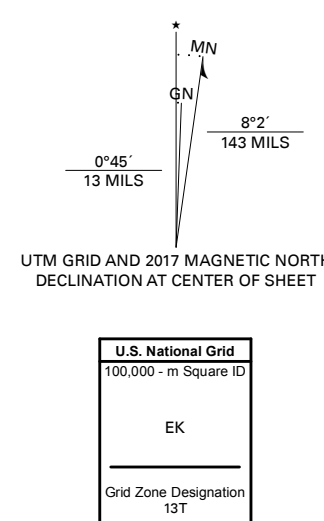 ★
MN
GN
8°2´
143 MILS
0°45´
13 MILS
UTM GRID AND 2017 MAGNETIC NORTH
DECLINATION AT CENTER OF SHEET
U.S. National Grid
100,000 - m Square ID
EK
Grid Zone Designation
13T